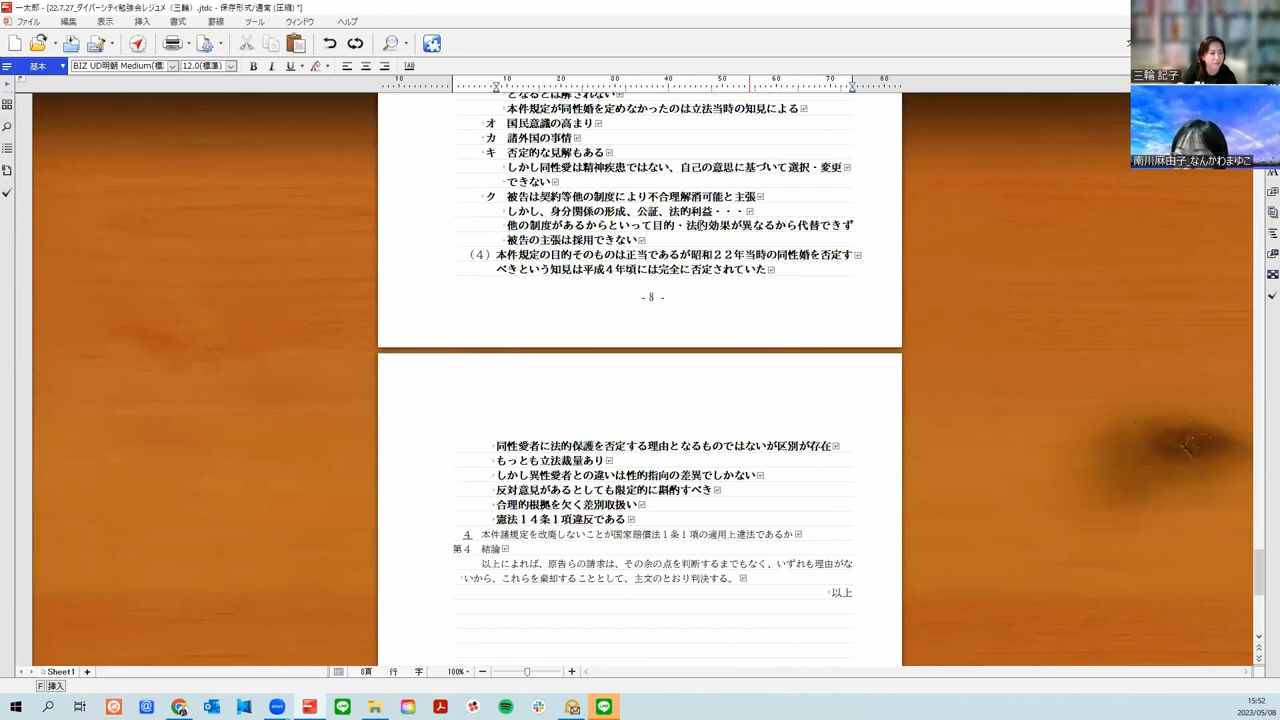 一太郎 - [22.7.27_ダイバーシティ勉強会レジュメ（三輪）.jtdc - 保存形式/通常 (圧縮) *]
ファイル 編集 表示 挿入 書式 罫線 ツール ウィンドウ ヘルプ
基本 BIZ UD明朝 Medium(標 12.0(標準) B I U
10 10 20 30 40 50 60 70
三輪 記子
南川麻由子_なんかわまゆこ
となるとは解されない
本件規定が同性婚を定めなかったのは立法当時の知見による
オ 国民意識の高まり
カ 諸外国の事情
キ 否定的な見解もある
しかし同性愛は精神疾患ではない、自己の意思に基づいて選択・変更
できない
ク 被告は契約等他の制度により不合理解消可能と主張
しかし、身分関係の形成、公証、法的利益・・・
他の制度があるからといって目的・法的効果が異なるから代替できず
被告の主張は採用できない
（４）本件規定の目的そのものは正当であるが昭和２２年当時の同性婚を否定す
べきという知見は平成４年頃には完全に否定されていた
- 8 -
同性愛者に法的保護を否定する理由となるものではないが区別が存在
もっとも立法裁量あり
しかし異性愛者との違いは性的指向の差異でしかない
反対意見があるとしても限定的に斟酌すべき
合理的根拠を欠く差別取扱い
憲法１４条１項違反である
４ 本件諸規定を改廃しないことが国家賠償法１条１項の適用上違法であるか
第４ 結論
以上によれば、原告らの請求は、その余の点を判断するまでもなく、いずれも理由がな
いから、これらを棄却することとして、主文のとおり判決する。
以上
Sheet1 8頁 行 字 100%
挿入
15:52
2023/05/08